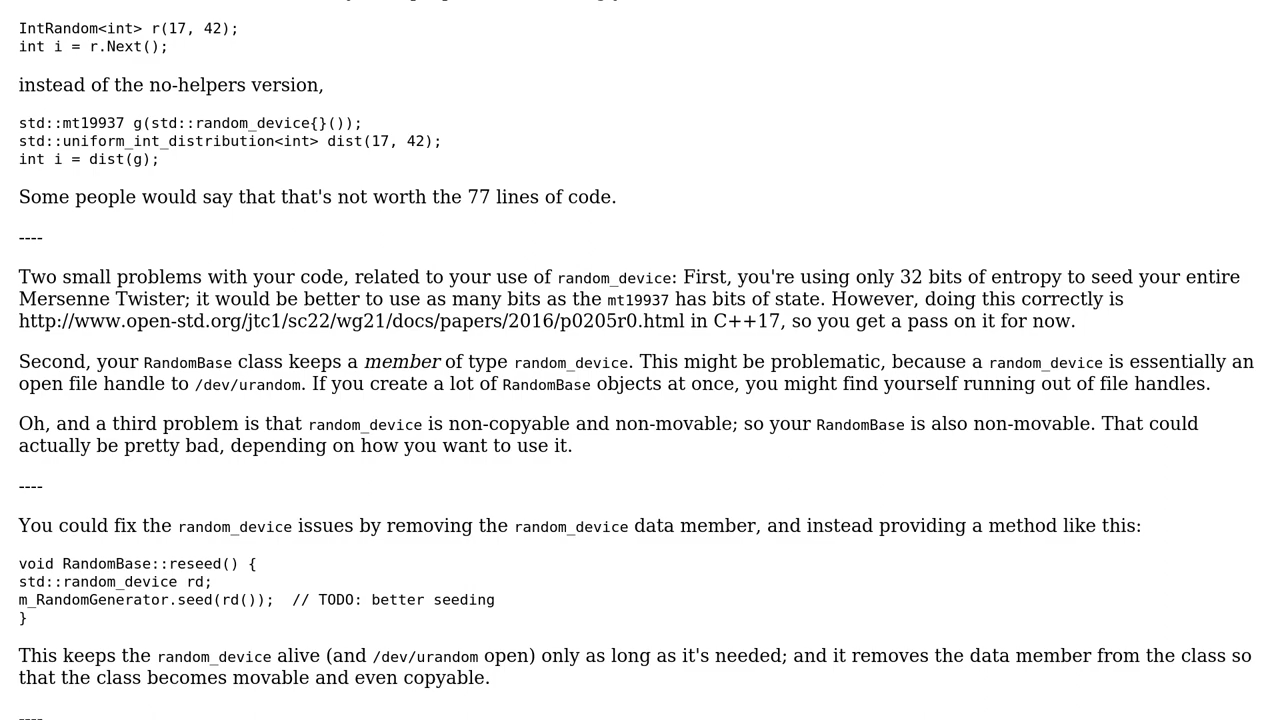 IntRandom<int> r(17, 42);
int i = r.Next();
instead of the no-helpers version,
std::mt19937 g(std::random_device{}());
std::uniform_int_distribution<int> dist(17, 42);
int i = dist(g);
Some people would say that that's not worth the 77 lines of code.
----
Two small problems with your code, related to your use of random_device: First, you're using only 32 bits of entropy to seed your entire
Mersenne Twister; it would be better to use as many bits as the mt19937 has bits of state. However, doing this correctly is
http://www.open-std.org/jtc1/sc22/wg21/docs/papers/2016/p0205r0.html in C++17, so you get a pass on it for now.
Second, your RandomBase class keeps a member of type random_device. This might be problematic, because a random_device is essentially an
open file handle to /dev/urandom. If you create a lot of RandomBase objects at once, you might find yourself running out of file handles.
Oh, and a third problem is that random_device is non-copyable and non-movable; so your RandomBase is also non-movable. That could
actually be pretty bad, depending on how you want to use it.
----
You could fix the random_device issues by removing the random_device data member, and instead providing a method like this:
void RandomBase::reseed() {
std::random_device rd;
m_RandomGenerator.seed(rd());  // TODO: better seeding
}
This keeps the random_device alive (and /dev/urandom open) only as long as it's needed; and it removes the data member from the class so
that the class becomes movable and even copyable.
----